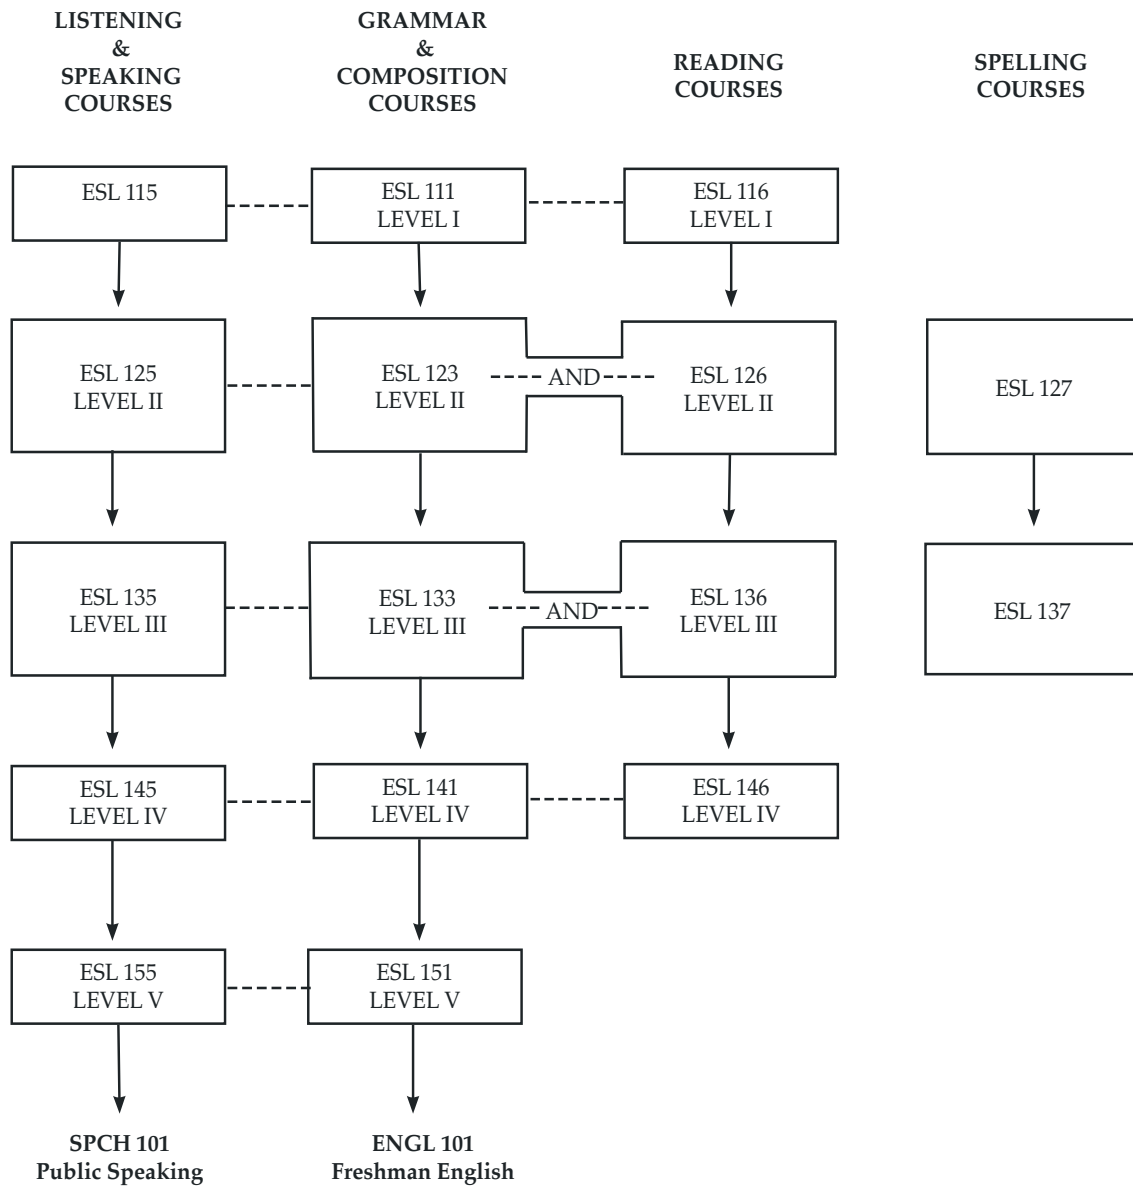 LISTENING
&
SPEAKING
COURSES
GRAMMAR
&
COMPOSITION
COURSES
READING
COURSES
SPELLING
COURSES
ESL 115
ESL 111
LEVEL I
ESL 116
LEVEL I
ESL 125
LEVEL II
ESL 123
LEVEL II
AND
ESL 126
LEVEL II
ESL 127
ESL 135
LEVEL III
ESL 133
LEVEL III
AND
ESL 136
LEVEL III
ESL 137
ESL 145
LEVEL IV
ESL 141
LEVEL IV
ESL 146
LEVEL IV
ESL 155
LEVEL V
ESL 151
LEVEL V
SPCH 101
Public Speaking
ENGL 101
Freshman English